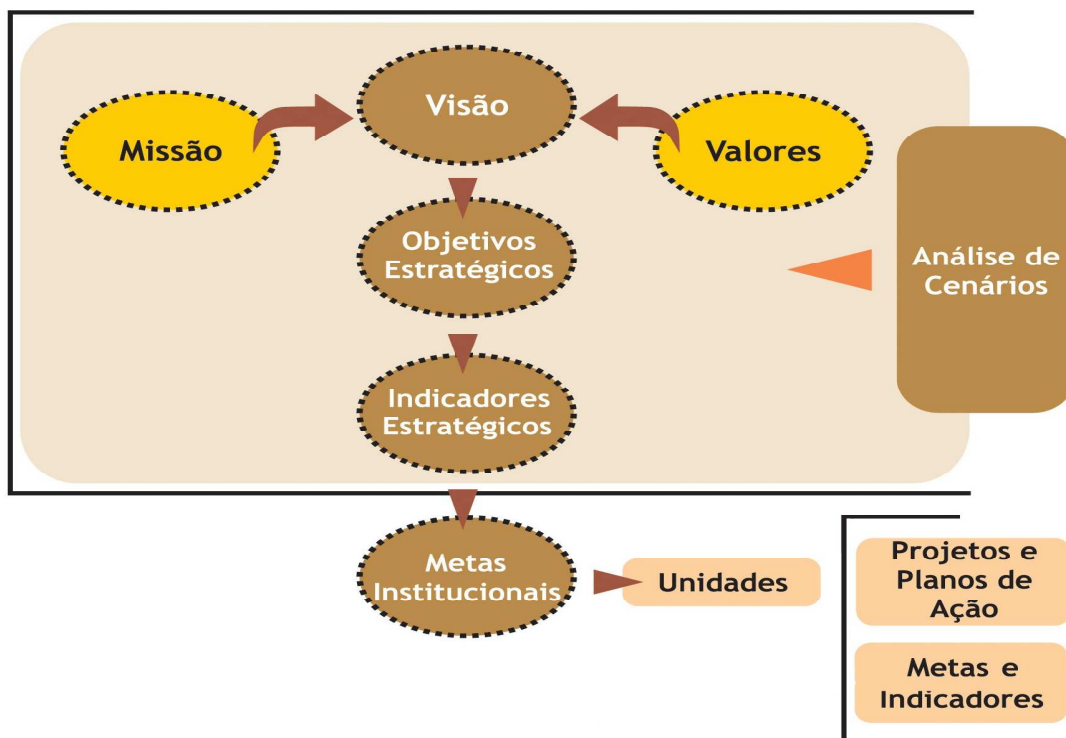 Visão
Missão
Valores
Objetivos
Estratégicos
Análise de
Cenários
Indicadores
Estratégicos
Metas
Institucionais
Unidades
Projetos e
Planos de
Ação
Metas e
Indicadores